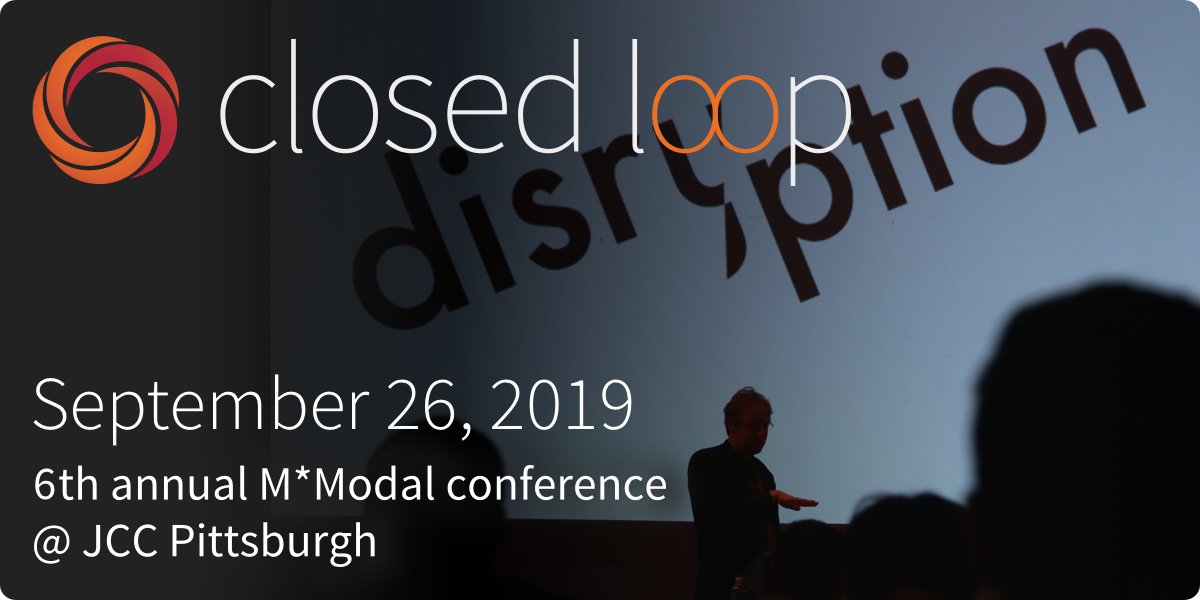 closed loop
disruption
September 26, 2019
6th annual M*Modal conference
@ JCC Pittsburgh